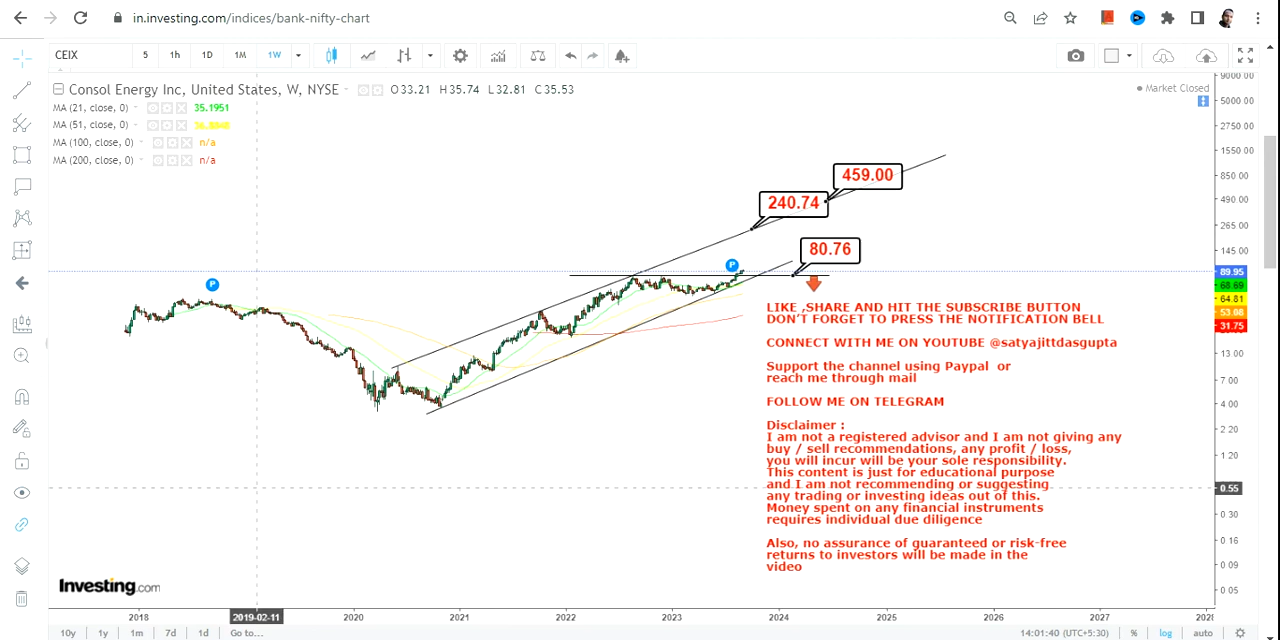 in.investing.com/indices/bank-nifty-chart
CEIX 5 1h 1D 1M 1W
Consol Energy Inc, United States, W, NYSE O33.21 H35.74 L32.81 C35.53
Market Closed
MA (21, close, 0) 35.1951
MA (51, close, 0)
MA (100, close, 0) n/a
MA (200, close, 0) n/a
459.00
240.74
80.76
P
P
LIKE ,SHARE AND HIT THE SUBSCRIBE BUTTON
DON'T FORGET TO PRESS THE NOTIFICATION BELL
CONNECT WITH ME ON YOUTUBE @satyajittdasgupta
Support the channel using Paypal or
reach me through mail
FOLLOW ME ON TELEGRAM
Disclaimer :
I am not a registered advisor and I am not giving any
buy / sell recommendations, any profit / loss,
you will incur will be your sole responsibility.
This content is just for educational purpose
and I am not recommending or suggesting
any trading or investing ideas out of this.
Money spent on any financial instruments
requires individual due diligence
Also, no assurance of guaranteed or risk-free
returns to investors will be made in the
video
9000.00
5000.00
2750.00
1550.00
850.00
490.00
265.00
145.00
89.95
68.69
64.81
53.08
31.75
13.00
7.00
4.00
2.20
1.20
0.55
0.30
0.16
0.09
0.05
Investing.com
2018 2019-02-11 2020 2021 2022 2023 2024 2025 2026 2027 2028
10y 1y 1m 7d 1d Go to... 14:01:40 (UTC+5:30) % log auto